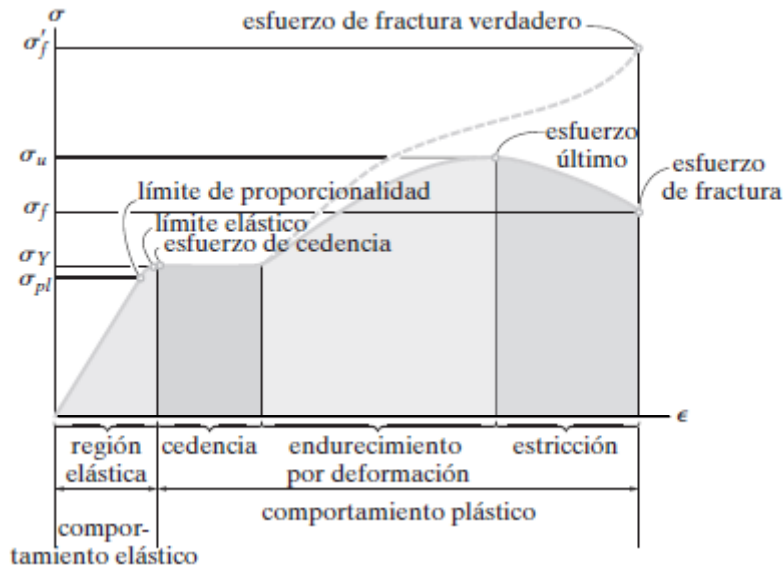 σ
esfuerzo de fractura verdadero
σ′f
σu
esfuerzo
último
esfuerzo
de fractura
límite de proporcionalidad
σf
límite elástico
esfuerzo de cedencia
σY
σpl
ϵ
región
elástica
cedencia
endurecimiento
por deformación
estricción
comportamiento plástico
compor-
tamiento elástico